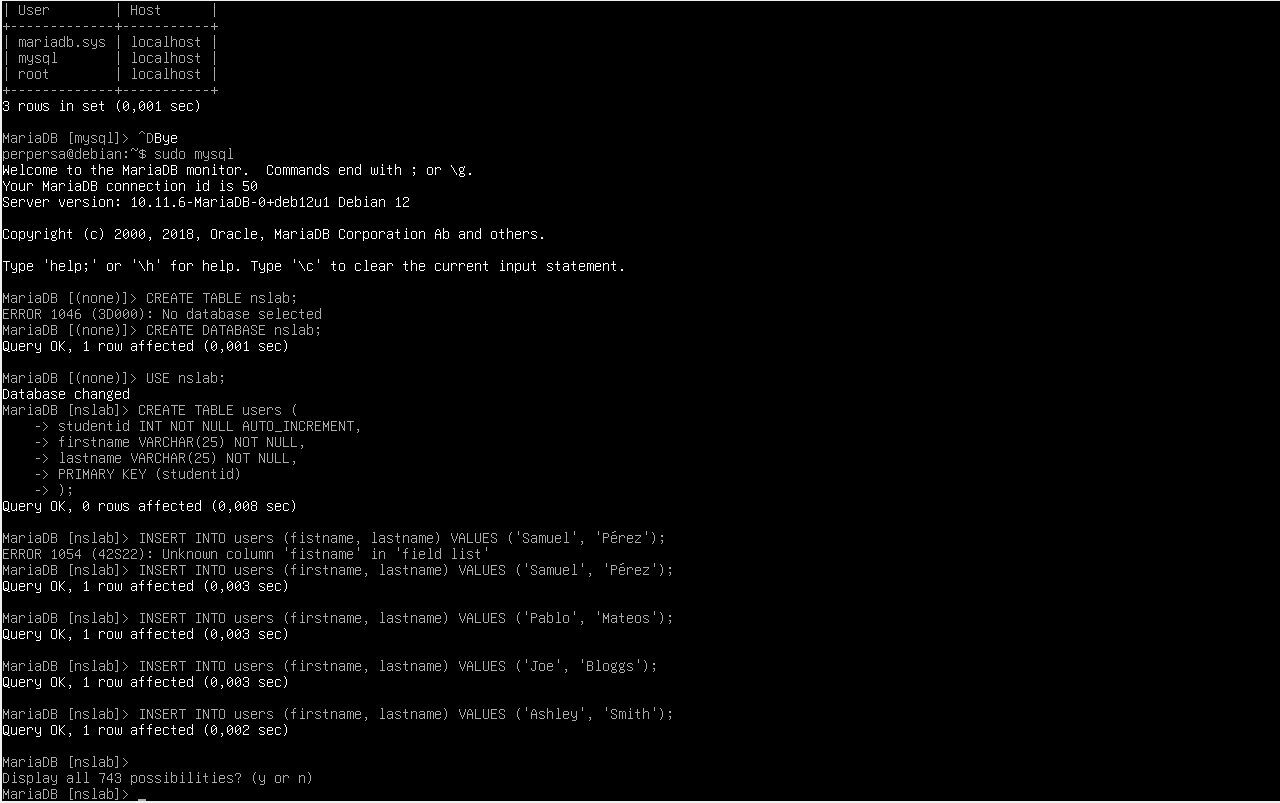 | User        | Host      |
+-------------+-----------+
| mariadb.sys | localhost |
| mysql       | localhost |
| root        | localhost |
+-------------+-----------+
3 rows in set (0,001 sec)
MariaDB [mysql]> ^DBye
perpersa@debian:~$ sudo mysql
Welcome to the MariaDB monitor.  Commands end with ; or \g.
Your MariaDB connection id is 50
Server version: 10.11.6-MariaDB-0+deb12u1 Debian 12
Copyright (c) 2000, 2018, Oracle, MariaDB Corporation Ab and others.
Type 'help;' or '\h' for help. Type '\c' to clear the current input statement.
MariaDB [(none)]> CREATE TABLE nslab;
ERROR 1046 (3D000): No database selected
MariaDB [(none)]> CREATE DATABASE nslab;
Query OK, 1 row affected (0,001 sec)
MariaDB [(none)]> USE nslab;
Database changed
MariaDB [nslab]> CREATE TABLE users (
    -> studentid INT NOT NULL AUTO_INCREMENT,
    -> firstname VARCHAR(25) NOT NULL,
    -> lastname VARCHAR(25) NOT NULL,
    -> PRIMARY KEY (studentid)
    -> );
Query OK, 0 rows affected (0,008 sec)
MariaDB [nslab]> INSERT INTO users (fistname, lastname) VALUES ('Samuel', 'Pérez');
ERROR 1054 (42S22): Unknown column 'fistname' in 'field list'
MariaDB [nslab]> INSERT INTO users (firstname, lastname) VALUES ('Samuel', 'Pérez');
Query OK, 1 row affected (0,003 sec)
MariaDB [nslab]> INSERT INTO users (firstname, lastname) VALUES ('Pablo', 'Mateos');
Query OK, 1 row affected (0,003 sec)
MariaDB [nslab]> INSERT INTO users (firstname, lastname) VALUES ('Joe', 'Bloggs');
Query OK, 1 row affected (0,003 sec)
MariaDB [nslab]> INSERT INTO users (firstname, lastname) VALUES ('Ashley', 'Smith');
Query OK, 1 row affected (0,002 sec)
MariaDB [nslab]>
Display all 743 possibilities? (y or n)
MariaDB [nslab]> _